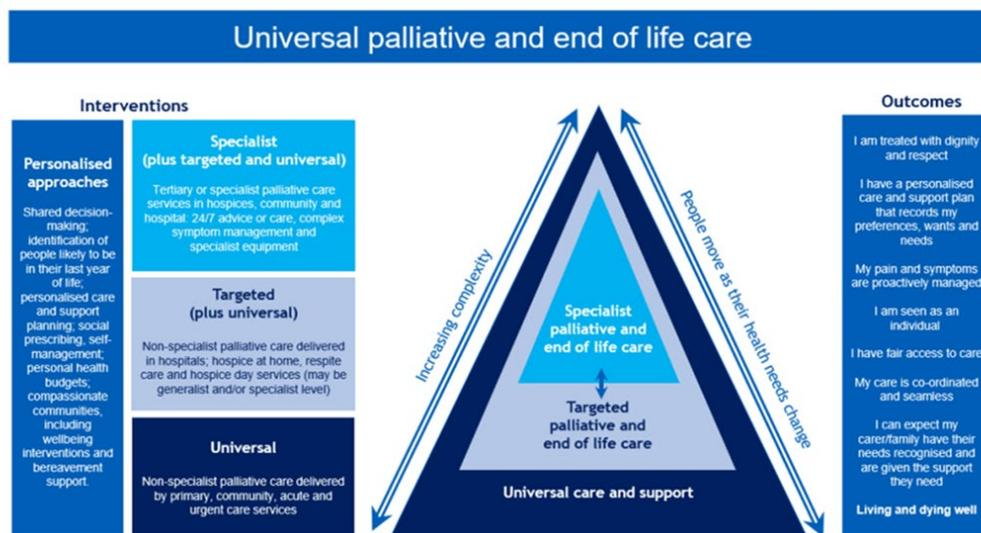 Universal palliative and end of life care
Interventions
Personalised
approaches
Shared decision-
making;
identification of
people likely to be
in their last year
of life;
personalised care
and support
planning; social
prescribing, self-
management;
personal health
budgets;
compassionate
communities,
including
wellbeing
interventions and
bereavement
support.
Specialist
(plus targeted and universal)
Tertiary or specialist palliative care
services in hospices, community and
hospital: 24/7 advice or care, complex
symptom management and
specialist equipment
Targeted
(plus universal)
Non-specialist palliative care delivered
in hospitals; hospice at home, respite
care and hospice day services (may be
generalist and/or specialist level)
Universal
Non-specialist palliative care delivered
by primary, community, acute and
urgent care services
Increasing complexity
Specialist
palliative and
end of life care
Targeted
palliative and
end of life care
Universal care and support
People move as their health needs change
Outcomes
I am treated with dignity
and respect
I have a personalised
care and support plan
that records my
preferences, wants and
needs
My pain and symptoms
are proactively managed
I am seen as an
individual
I have fair access to care
My care is co-ordinated
and seamless
I can expect my
carer/family have their
needs recognised and
are given the support
they need
Living and dying well